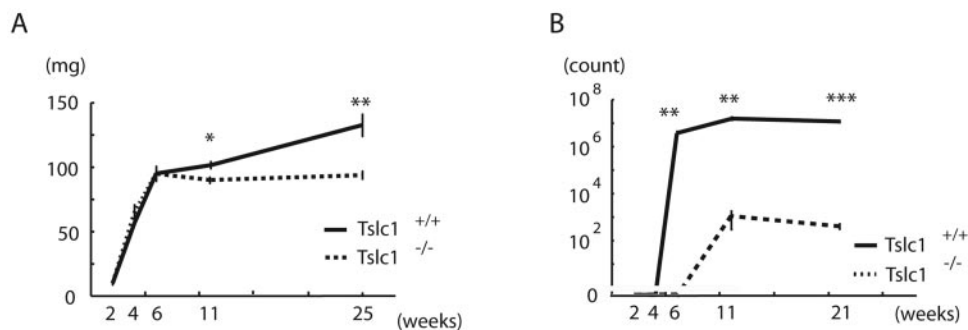 A
(mg)
150
100
50
0
*
**
Tslc1 +/+
Tslc1 -/-
2 4 6 11 25 (weeks)
B
(count)
10^8
10^6
10^4
10^2
0
** ** ***
Tslc1 +/+
Tslc1 -/-
2 4 6 11 21 (weeks)